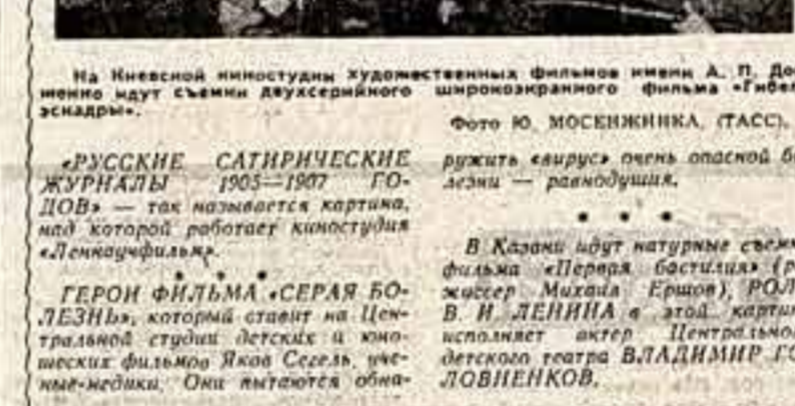 На Киевской киностудии художественных фильмов имени А. П. До
менко идут съемки двухсерийного широкоэкранного фильма «Гибел
эскадры».
Фото Ю. МОСЕНЖНИКА. (ТАСС).
«РУССКИЕ САТИРИЧЕСКИЕ
ЖУРНАЛЫ 1905—1907 ГО-
ДОВ» — так называется картина,
над которой работает киностудия
«Леннаучфильм».
• • •
ГЕРОИ ФИЛЬМА «СЕРАЯ БО-
ЛЕЗНЬ», который ставит на Цен-
тральной студии детских и юно-
шеских фильмов Яков Сегель, уче-
ные-медики. Они пытаются обна-
ружить «вирус» очень опасной б
лезни — равнодушия.
• • •
В Казани идут натурные съемк
фильма «Первая бастилия» (р
жиссер Михаил Ершов), РОЛ
В. И. ЛЕНИНА в этой картин
исполняет актер Центрально
детского театра ВЛАДИМИР ГО
ЛОВНЕНКОВ.